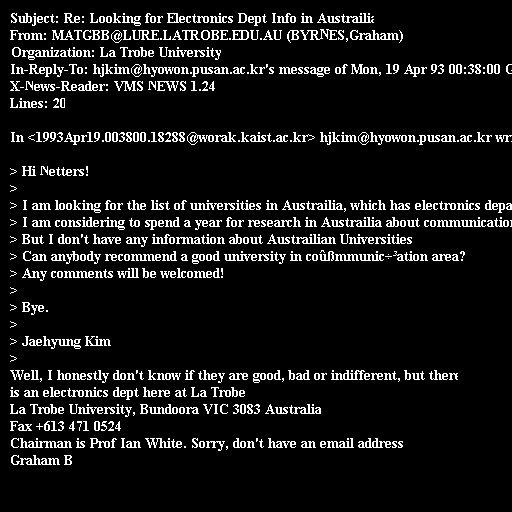 Subject: Re: Looking for Electronics Dept Info in Austrailia
From: MATGBB@LURE.LATROBE.EDU.AU (BYRNES,Graham)
Organization: La Trobe University
In-Reply-To: hjkim@hyowon.pusan.ac.kr's message of Mon, 19 Apr 93 00:38:00 G
X-News-Reader: VMS NEWS 1.24
Lines: 20
In <1993Apr19.003800.18288@worak.kaist.ac.kr> hjkim@hyowon.pusan.ac.kr wri
> Hi Netters!
>
> I am looking for the list of universities in Austrailia, which has electronics depa
> I am considering to spend a year for research in Austrailia about communication
> But I don't have any information about Austrailian Universities
> Can anybody recommend a good university in coûßmmunic÷³ation area?
> Any comments will be welcomed!
>
> Bye.
>
> Jaehyung Kim
>
Well, I honestly don't know if they are good, bad or indifferent, but there
is an electronics dept here at La Trobe
La Trobe University, Bundoora VIC 3083 Australia
Fax +613 471 0524
Chairman is Prof Ian White. Sorry, don't have an email address
Graham B